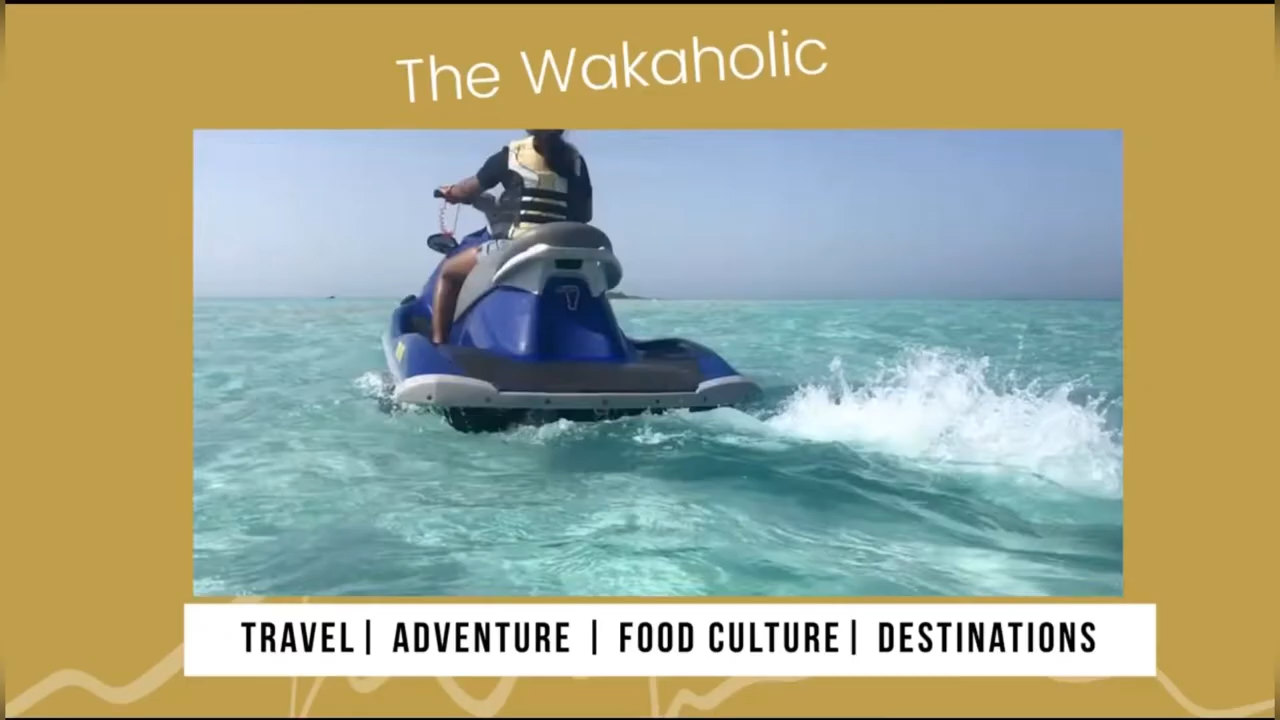 The Wakaholic
TRAVEL| ADVENTURE | FOOD CULTURE| DESTINATIONS